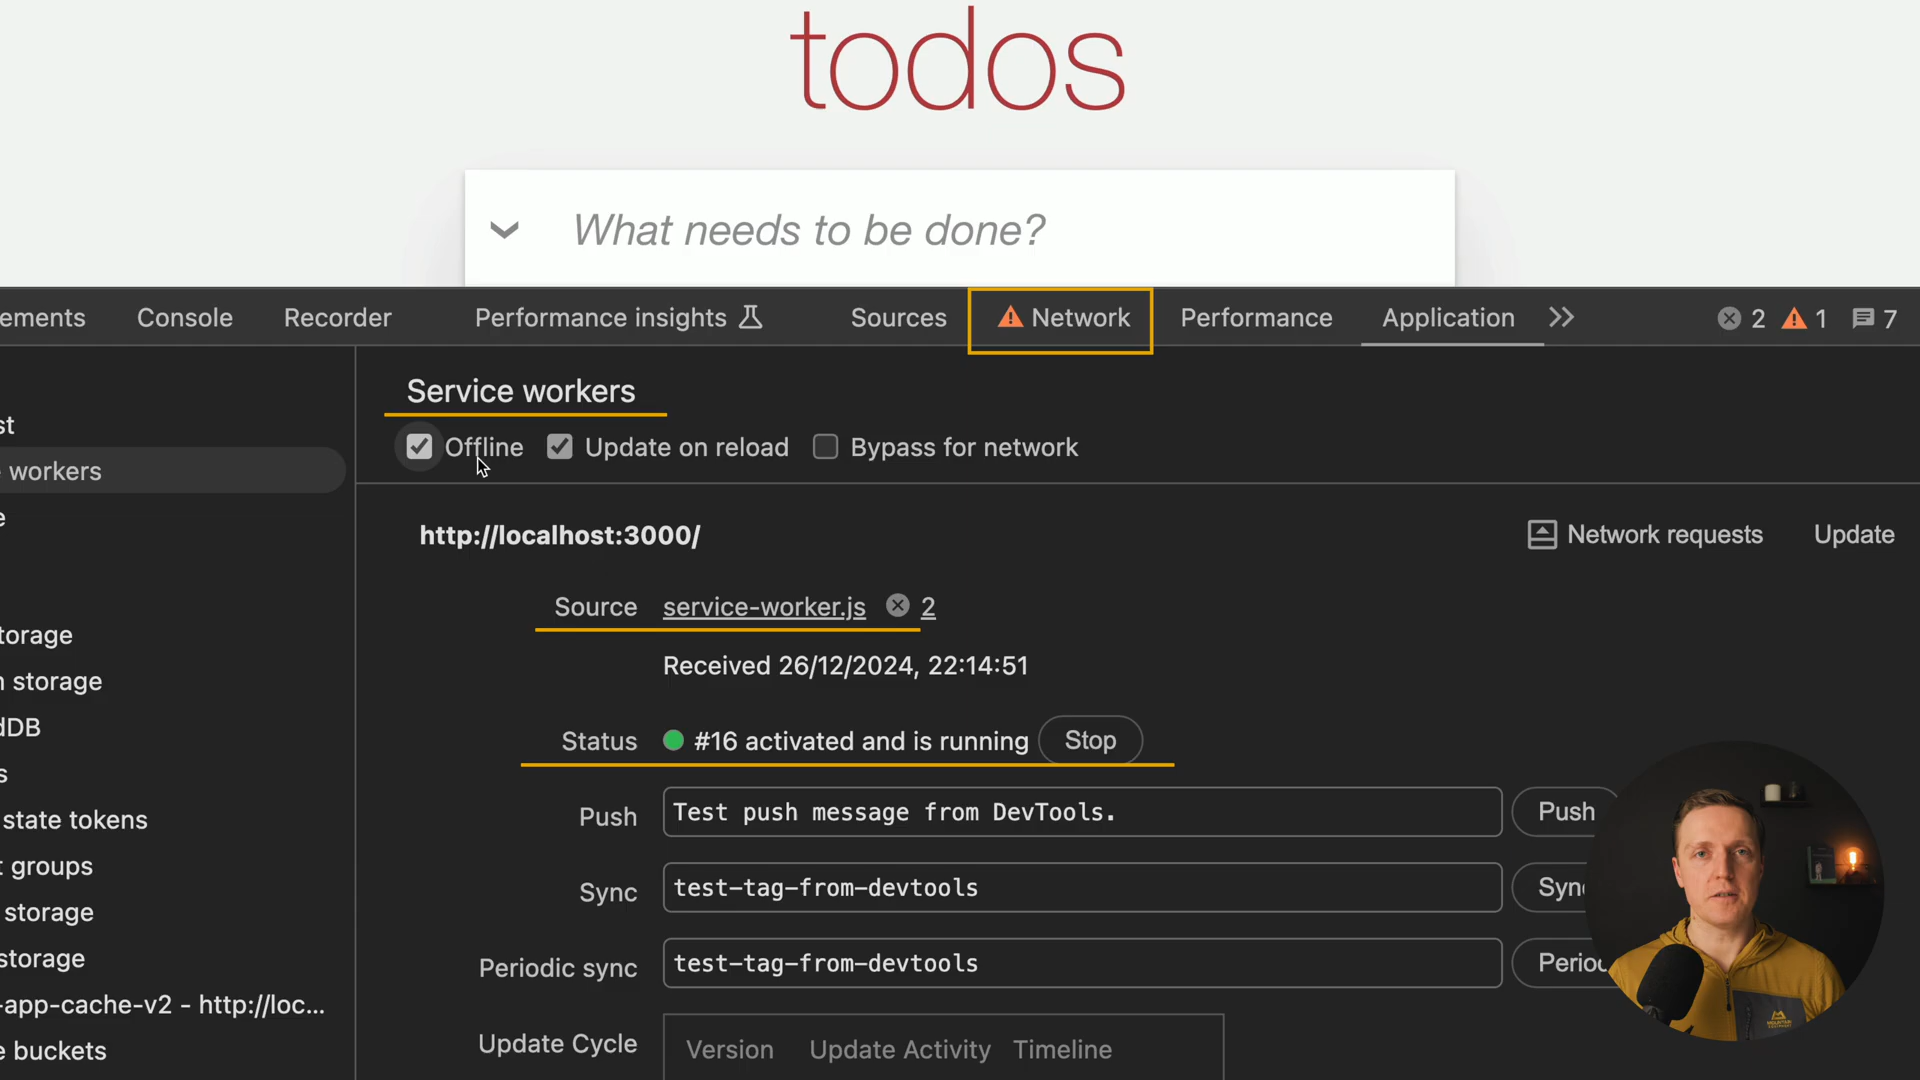 todos
What needs to be done?
ements Console Recorder Performance insights Sources Network Performance Application 2 1 7
Service workers
st
Offline Update on reload Bypass for network
workers
e
http://localhost:3000/ Network requests Update
Source service-worker.js 2
torage
Received 26/12/2024, 22:14:51
n storage
dDB
Status #16 activated and is running Stop
s
state tokens
Push Test push message from DevTools. Push
t groups
Sync test-tag-from-devtools Sync
storage
storage
Periodic sync test-tag-from-devtools Perioc
-app-cache-v2 - http://loc...
Update Cycle Version Update Activity Timeline
e buckets